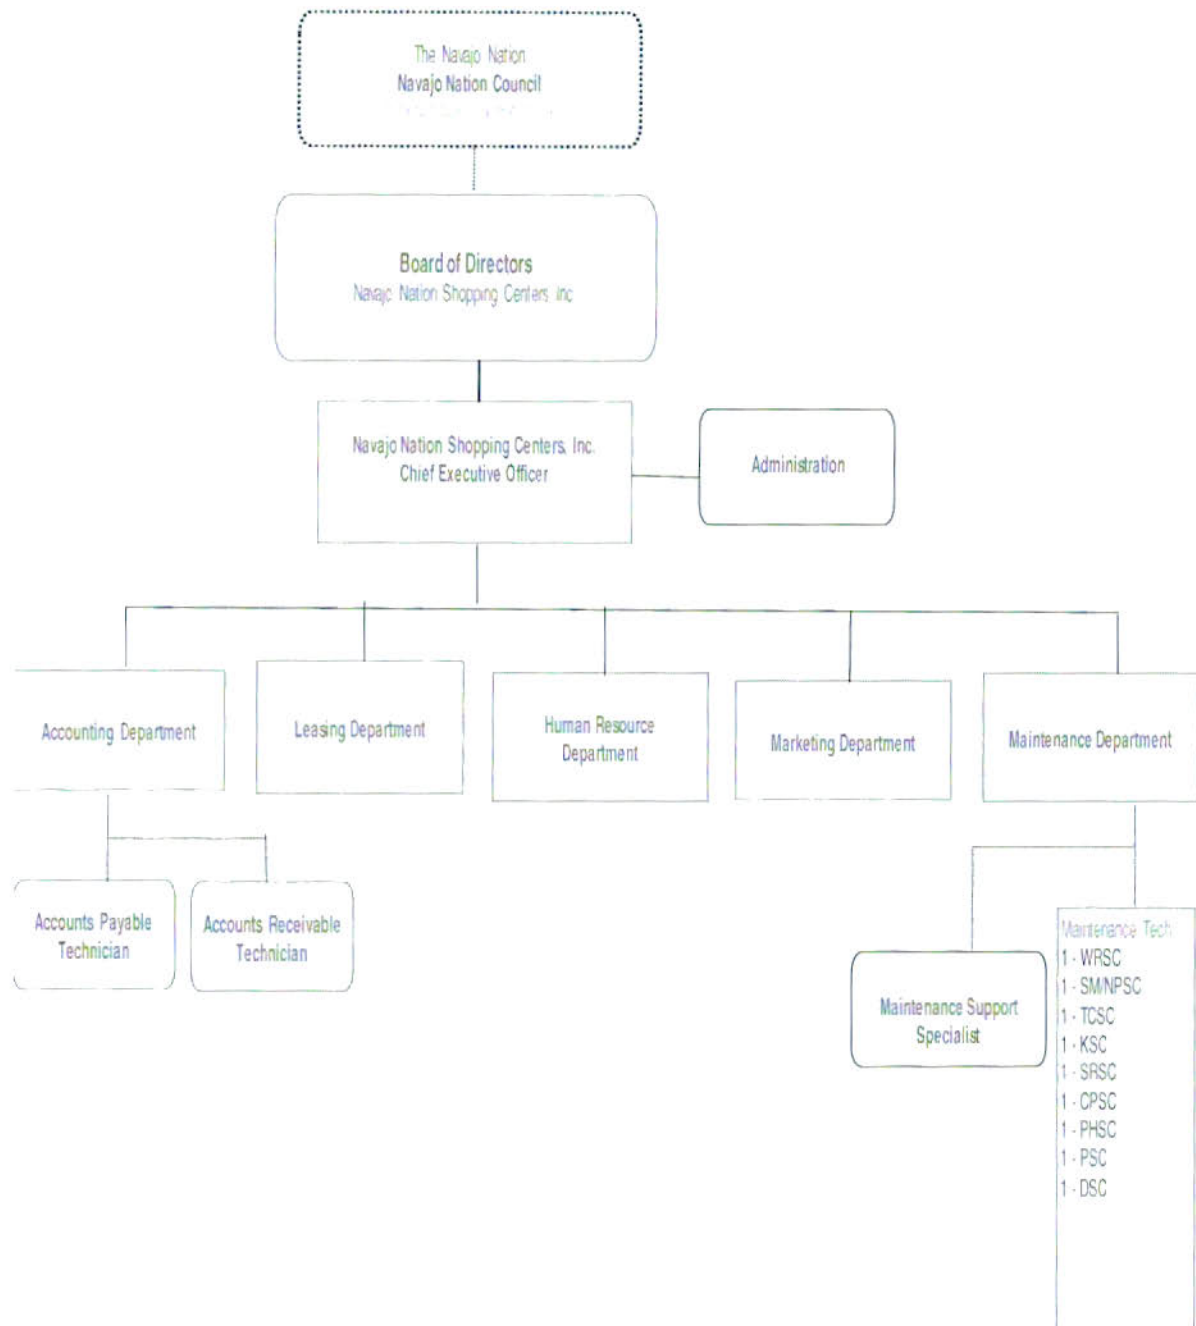 The Navajo Nation
Navajo Nation Council
Board of Directors
Navajo Nation Shopping Centers Inc
Navajo Nation Shopping Centers, Inc.
Chief Executive Officer
Administration
Accounting Department
Leasing Department
Human Resource
Department
Marketing Department
Maintenance Department
Accounts Payable
Technician
Accounts Receivable
Technician
Maintenance Support
Specialist
Maintenance Tech
1 - WRSC
1 - SM/NPSC
1 - TCSC
1 - KSC
1 - SRSC
1 - CPSC
1 - PHSC
1 - PSC
1 - DSC